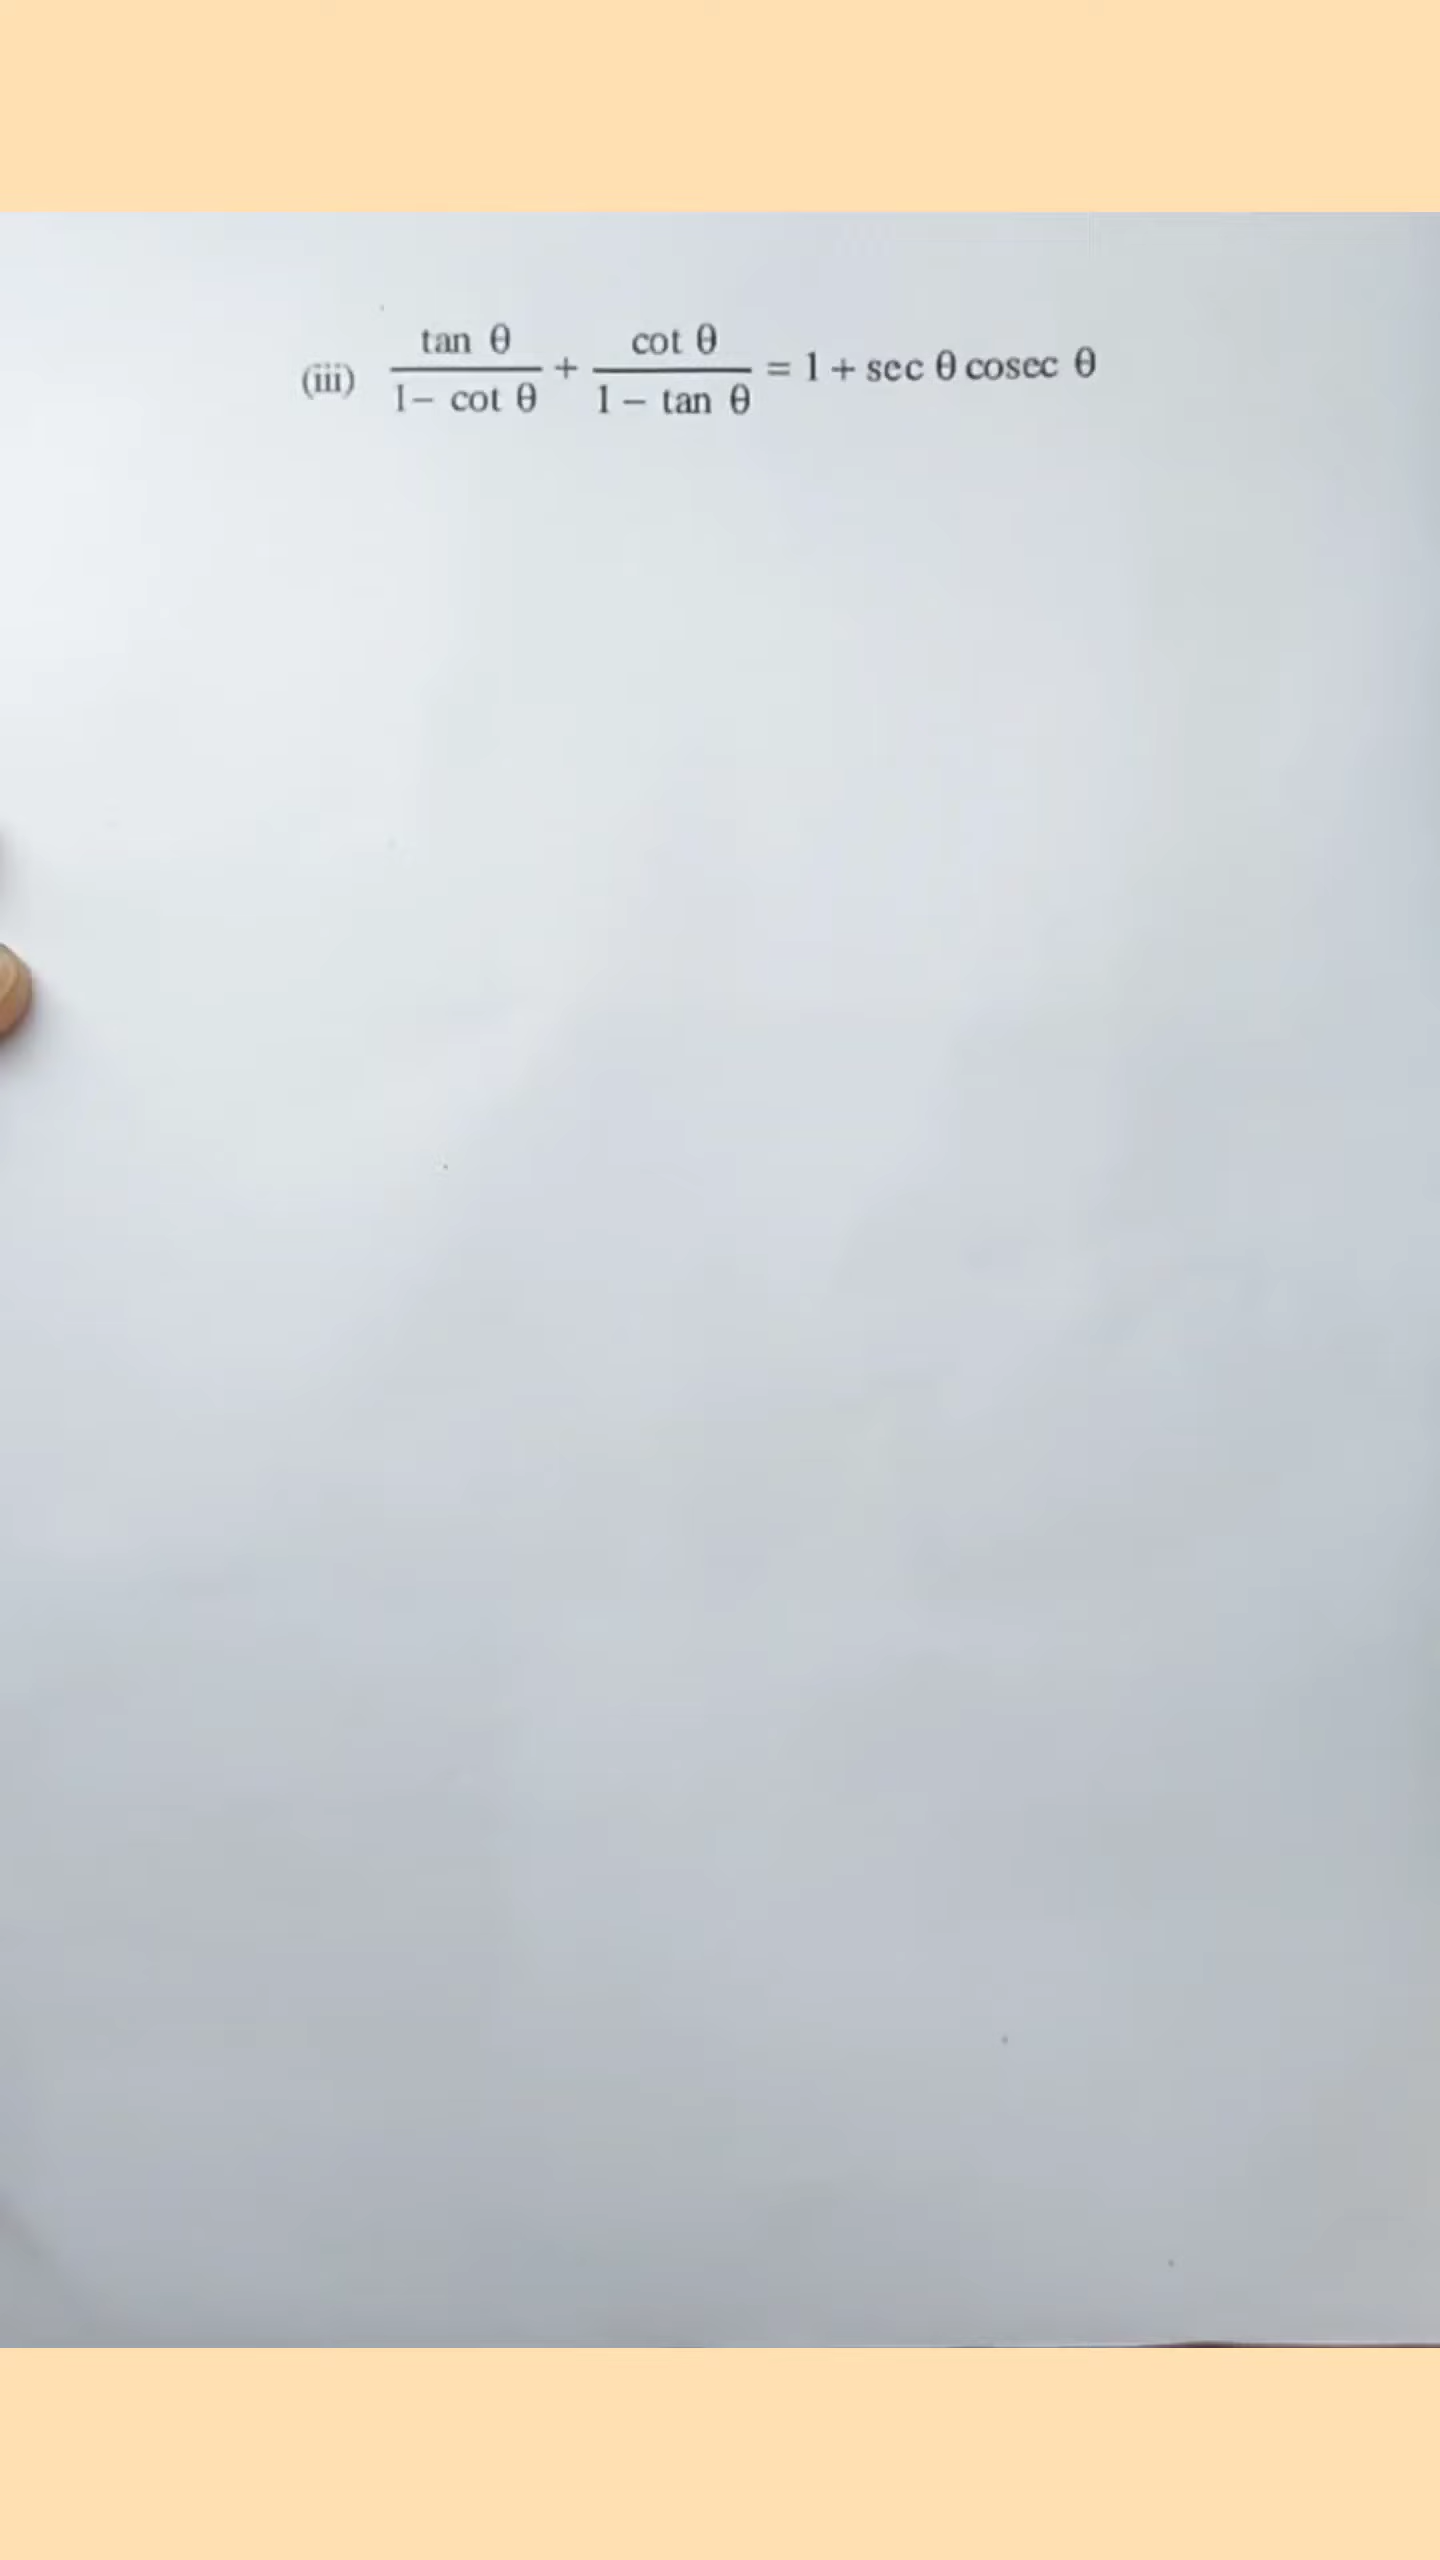 (iii) tan θ / 1 − cot θ + cot θ / 1 − tan θ = 1 + sec θ cosec θ